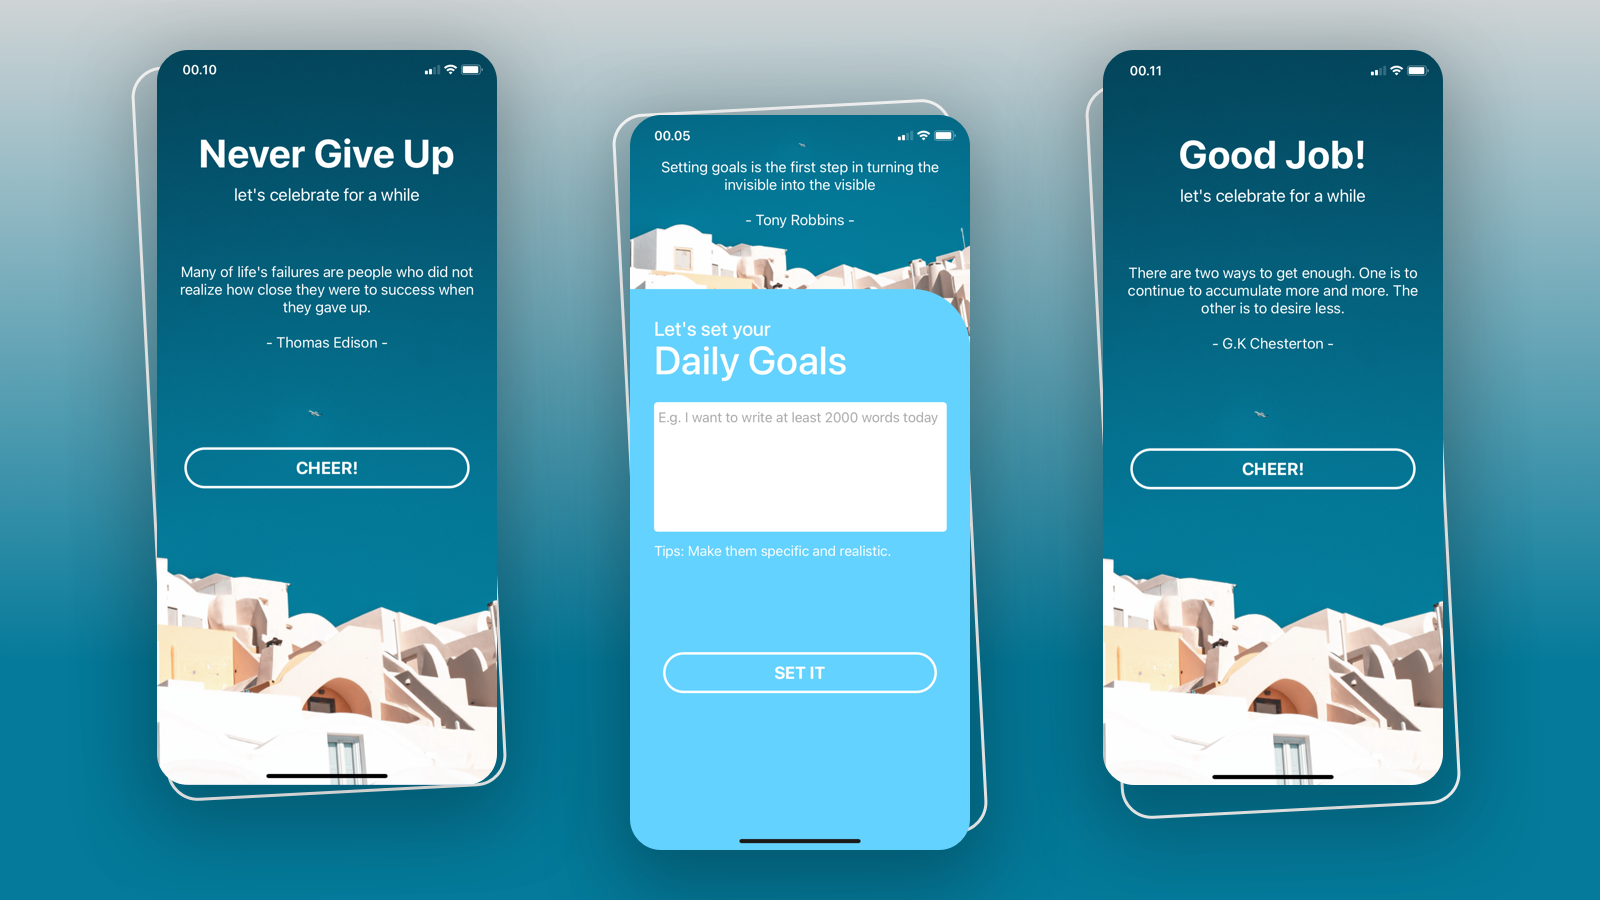 00.10
Never Give Up
let's celebrate for a while
Many of life's failures are people who did not
realize how close they were to success when
they gave up.
- Thomas Edison -
CHEER!
00.05
Setting goals is the first step in turning the
invisible into the visible
- Tony Robbins -
Let's set your
Daily Goals
E.g. I want to write at least 2000 words today
Tips: Make them specific and realistic.
SET IT
00.11
Good Job!
let's celebrate for a while
There are two ways to get enough. One is to
continue to accumulate more and more. The
other is to desire less.
- G.K Chesterton -
CHEER!